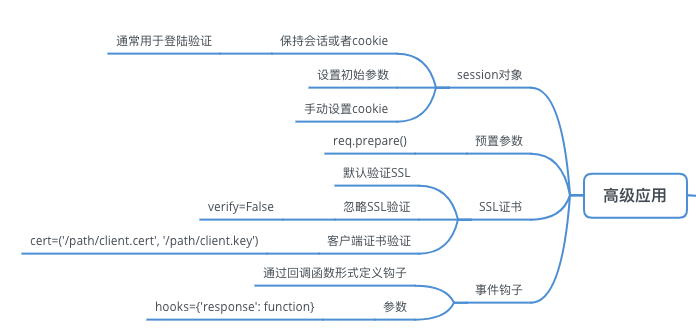 通常用于登陆验证
保持会话或者cookie
设置初始参数
session对象
手动设置cookie
req.prepare()
预置参数
默认验证SSL
高级应用
verify=False
忽略SSL验证
SSL证书
cert=('/path/client.cert', '/path/client.key')
客户端证书验证
通过回调函数形式定义钩子
事件钩子
hooks={'response': function}
参数